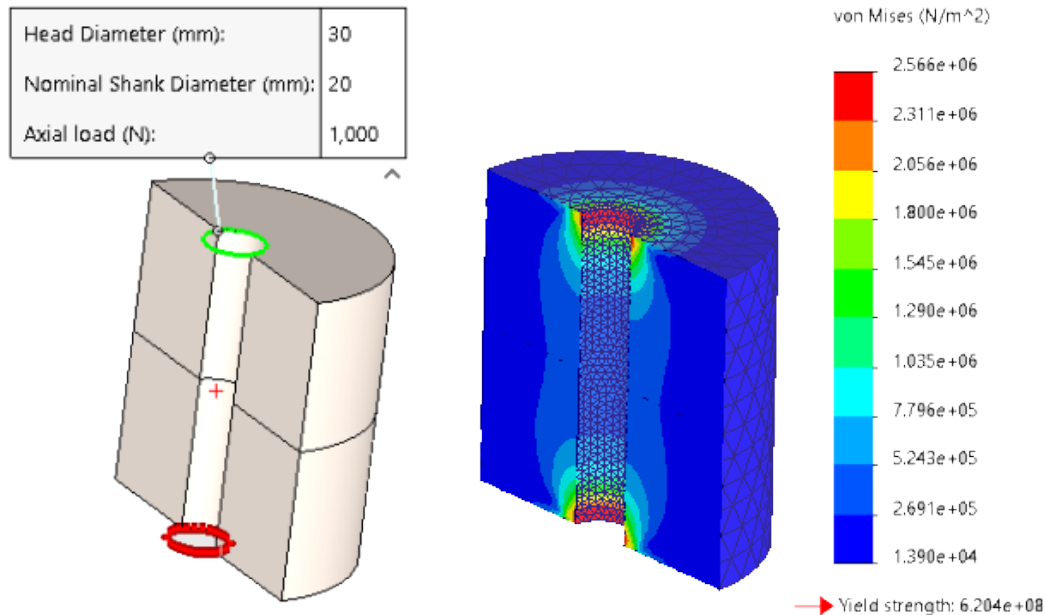 Head Diameter (mm): 30
Nominal Shank Diameter (mm): 20
Axial load (N): 1,000
von Mises (N/m^2)
2.566e+06
2.311e+06
2.056e+06
1.800e+06
1.545e+06
1.290e+06
1.035e+06
7.796e+05
5.243e+05
2.691e+05
1.390e+04
Yield strength: 6.204e+08